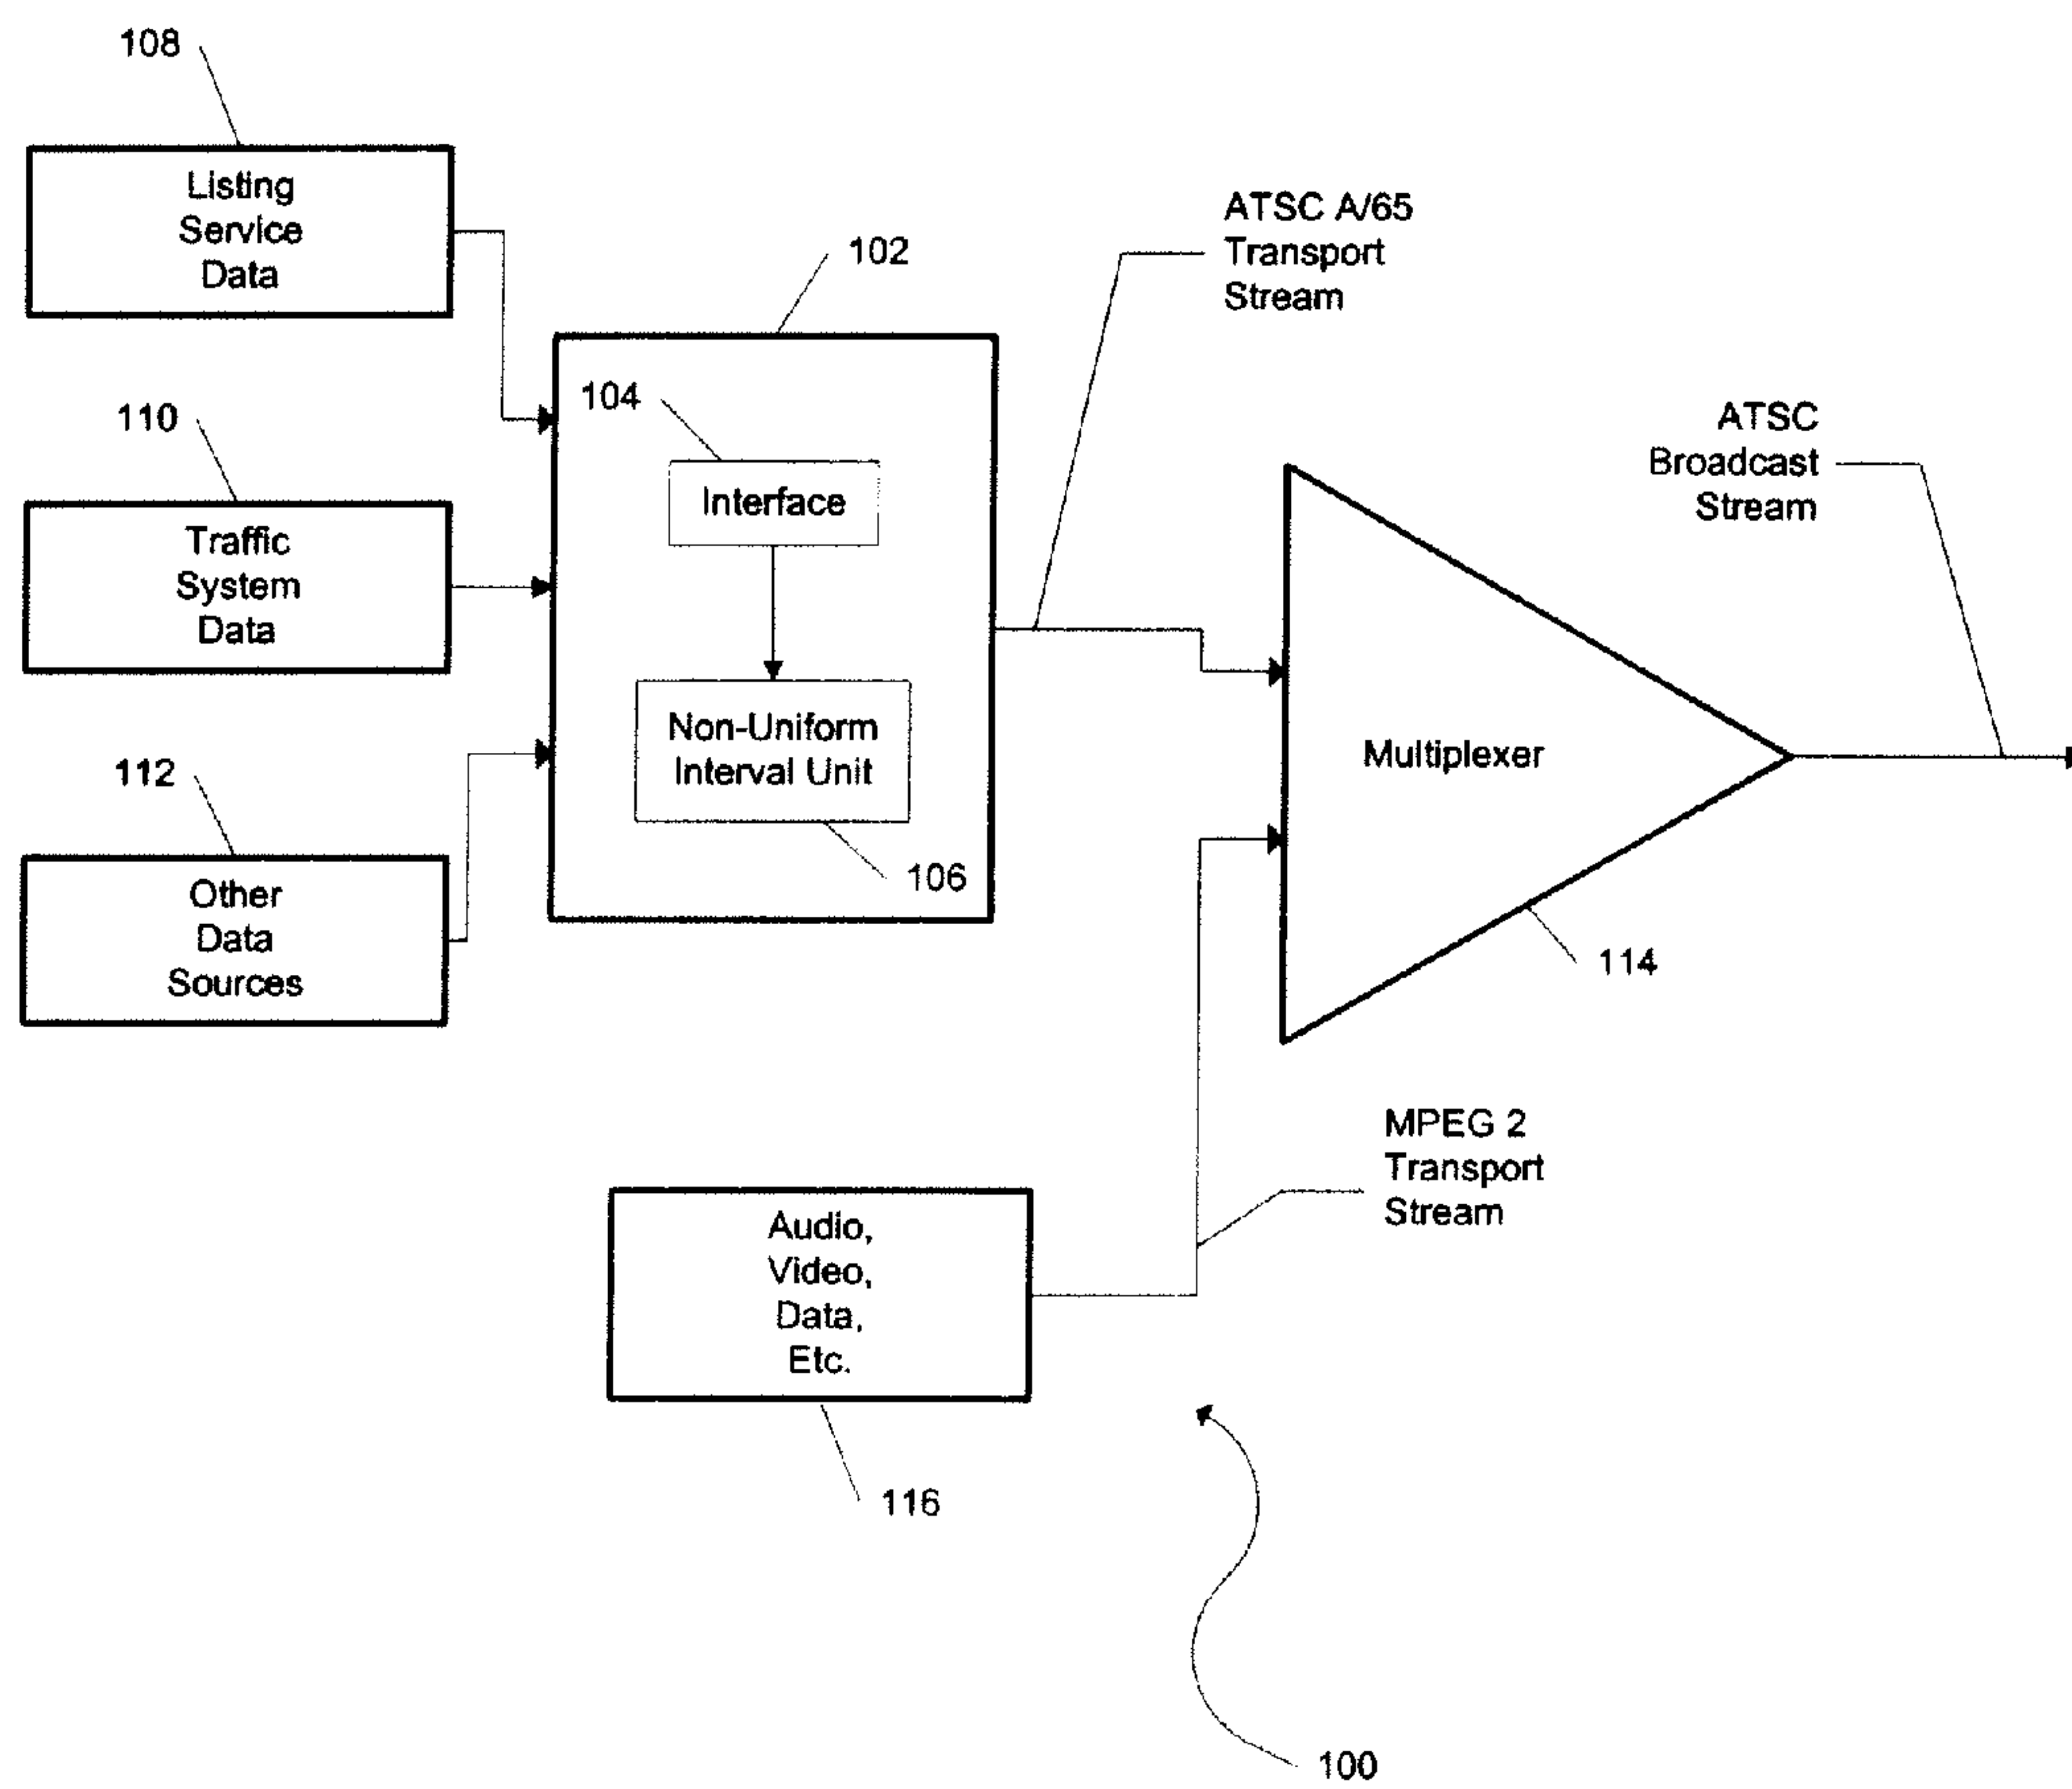 108
Listing
Service
Data
102
ATSC A/65
Transport
Stream
104
Interface
110
Traffic
System
Data
ATSC
Broadcast
Stream
Non-Uniform
Interval Unit
106
112
Other
Data
Sources
Multiplexer
114
MPEG 2
Transport
Stream
Audio,
Video,
Data,
Etc.
116
100